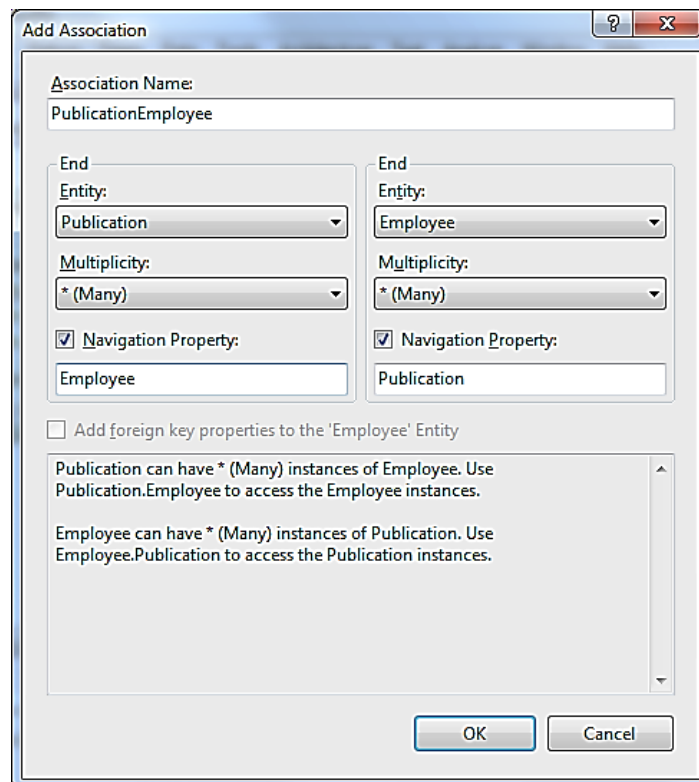 Add Association
Association Name:
PublicationEmployee
End
End
Entity:
Entity:
Publication
Employee
Multiplicity:
Multiplicity:
* (Many)
* (Many)
Navigation Property:
Navigation Property:
Employee
Publication
Add foreign key properties to the 'Employee' Entity
Publication can have * (Many) instances of Employee. Use
Publication.Employee to access the Employee instances.
Employee can have * (Many) instances of Publication. Use
Employee.Publication to access the Publication instances.
OK
Cancel